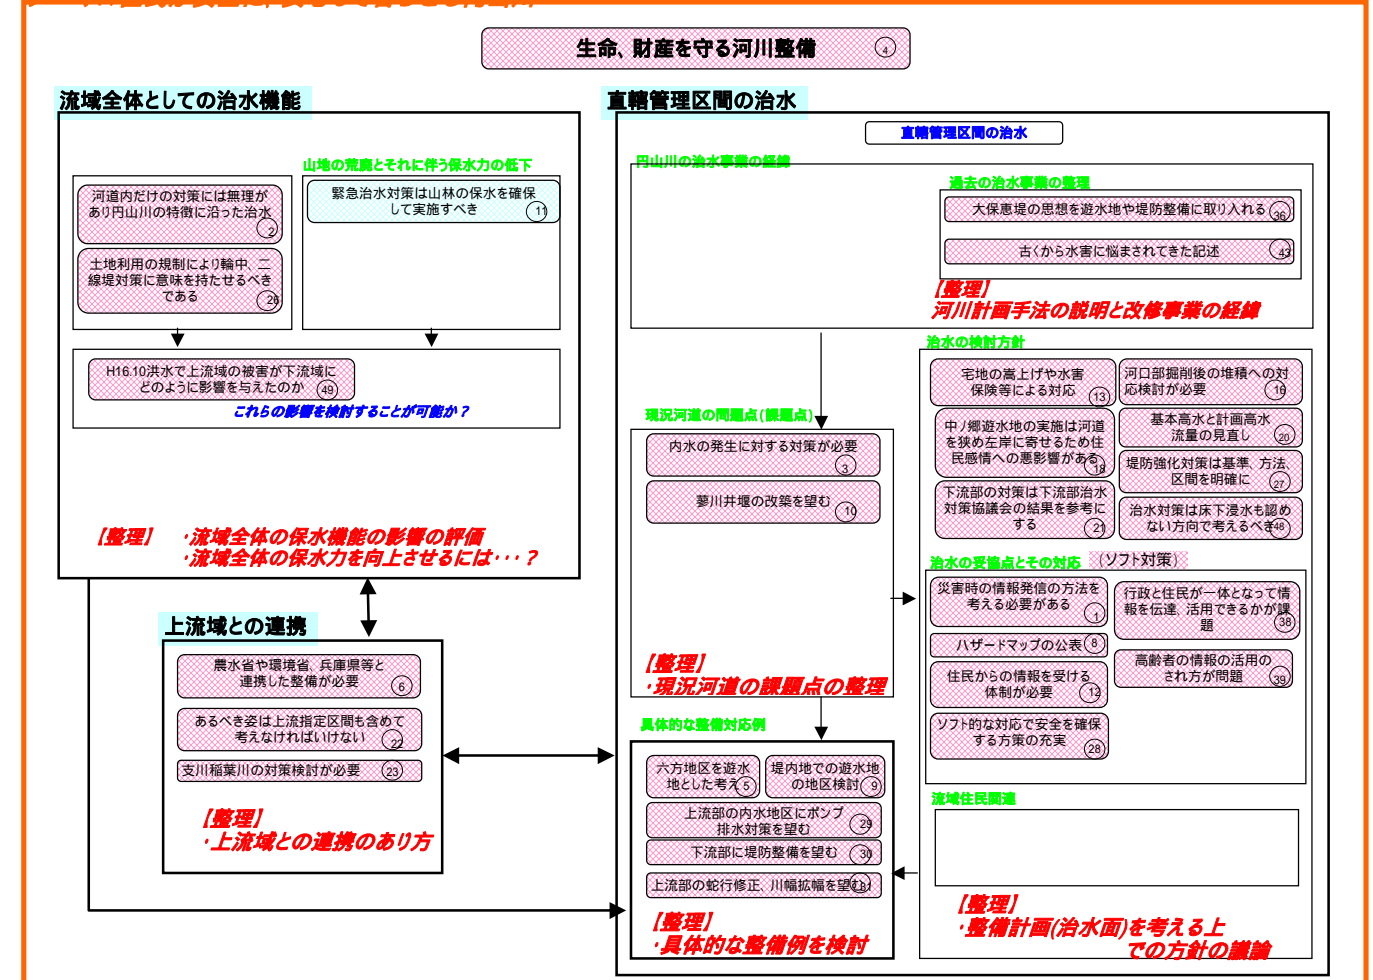 生命、財産を守る河川整備 4
流域全体としての治水機能
山地の荒廃とそれに伴う保水力の低下
河道内だけの対策には無理が
あり円山川の特徴に沿った治水
2
土地利用の規制により輪中、二
線堤対策に意味を持たせるべき
である
26
緊急治水対策は山林の保水を確保
して実施すべき 11
H16.10洪水で上流域の被害が下流域に
どのように影響を与えたのか 49
これらの影響を検討することが可能か？
【整理】 ・流域全体の保水機能の影響の評価
・流域全体の保水力を向上させるには・・・？
上流域との連携
農水省や環境省、兵庫県等と
連携した整備が必要 6
あるべき姿は上流指定区間も含めて
考えなければいけない 22
支川稲葉川の対策検討が必要 23
【整理】
・上流域との連携のあり方
直轄管理区間の治水
直轄管理区間の治水
円山川の治水事業の経緯
過去の治水事業の整理
大保恵堤の思想を遊水地や堤防整備に取り入れる 36
古くから水害に悩まされてきた記述 43
【整理】
河川計画手法の説明と改修事業の経緯
現況河道の問題点(課題点)
内水の発生に対する対策が必要
3
蓼川井堰の改築を望む 10
【整理】
・現況河道の課題点の整理
具体的な整備対応例
六方地区を遊水
地とした考え 5
堤内地での遊水地
の地区検討 9
上流部の内水地区にポンプ
排水対策を望む 29
下流部に堤防整備を望む 30
上流部の蛇行修正、川幅拡幅を望む 31
【整理】
・具体的な整備例を検討
治水の検討方針
宅地の嵩上げや水害
保険等による対応 13
河口部掘削後の堆積への対
応検討が必要 16
中ノ郷遊水地の実施は河道
を狭め左岸に寄せるため住
民感情への悪影響がある 18
基本高水と計画高水
流量の見直し 20
堤防強化対策は基準、方法、
区間を明確に 27
下流部の対策は下流部治水
対策協議会の結果を参考に
する 21
治水対策は床下浸水も認め
ない方向で考えるべき 48
治水の妥協点とその対応 (ソフト対策)
災害時の情報発信の方法を
考える必要がある 1
行政と住民が一体となって情
報を伝達、活用できるかが課
題 38
ハザードマップの公表 8
住民からの情報を受ける
体制が必要 12
高齢者の情報の活用の
され方が問題 39
ソフト的な対応で安全を確保
する方策の充実 28
流域住民関連
【整理】
・整備計画(治水面)を考える上
での方針の議論